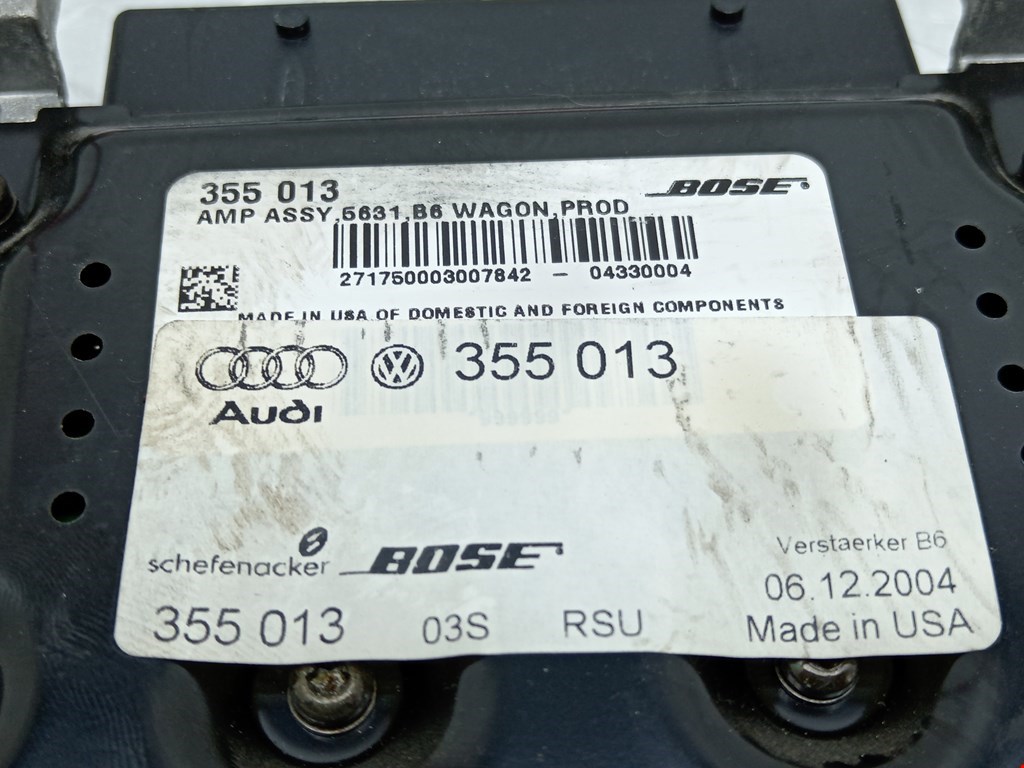 355 013
BOSE
AMP ASSY,5631,B6 WAGON,PROD
271750003007842 - 04330004
MADE IN USA OF DOMESTIC AND FOREIGN COMPONENTS
355 013
Audi
schefenacker BOSE
Verstaerker B6
06.12.2004
355 013 03S RSU Made in USA